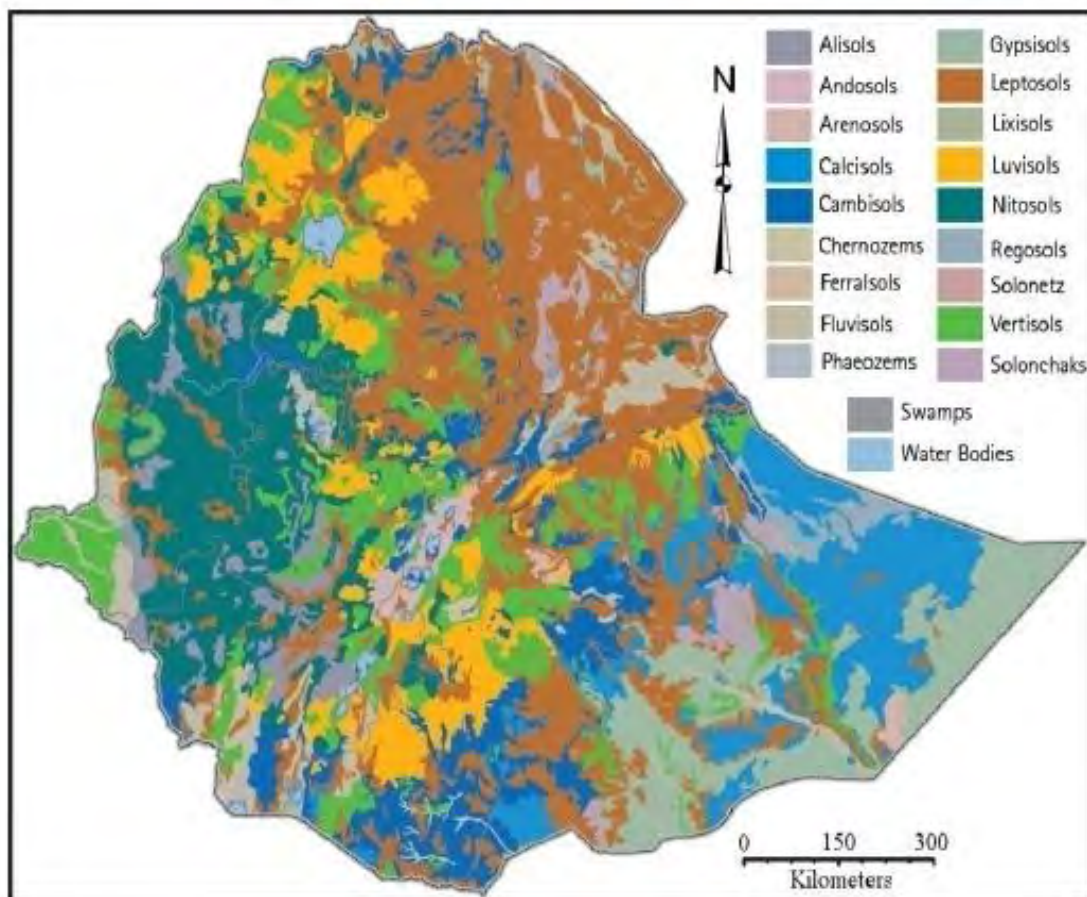 N
Alisols
Andosols
Arenosols
Calcisols
Cambisols
Chernozems
Ferralsols
Fluvisols
Phaeozems
Gypsisols
Leptosols
Lixisols
Luvisols
Nitosols
Regosols
Solonetz
Vertisols
Solonchaks
Swamps
Water Bodies
0 150 300
Kilometers